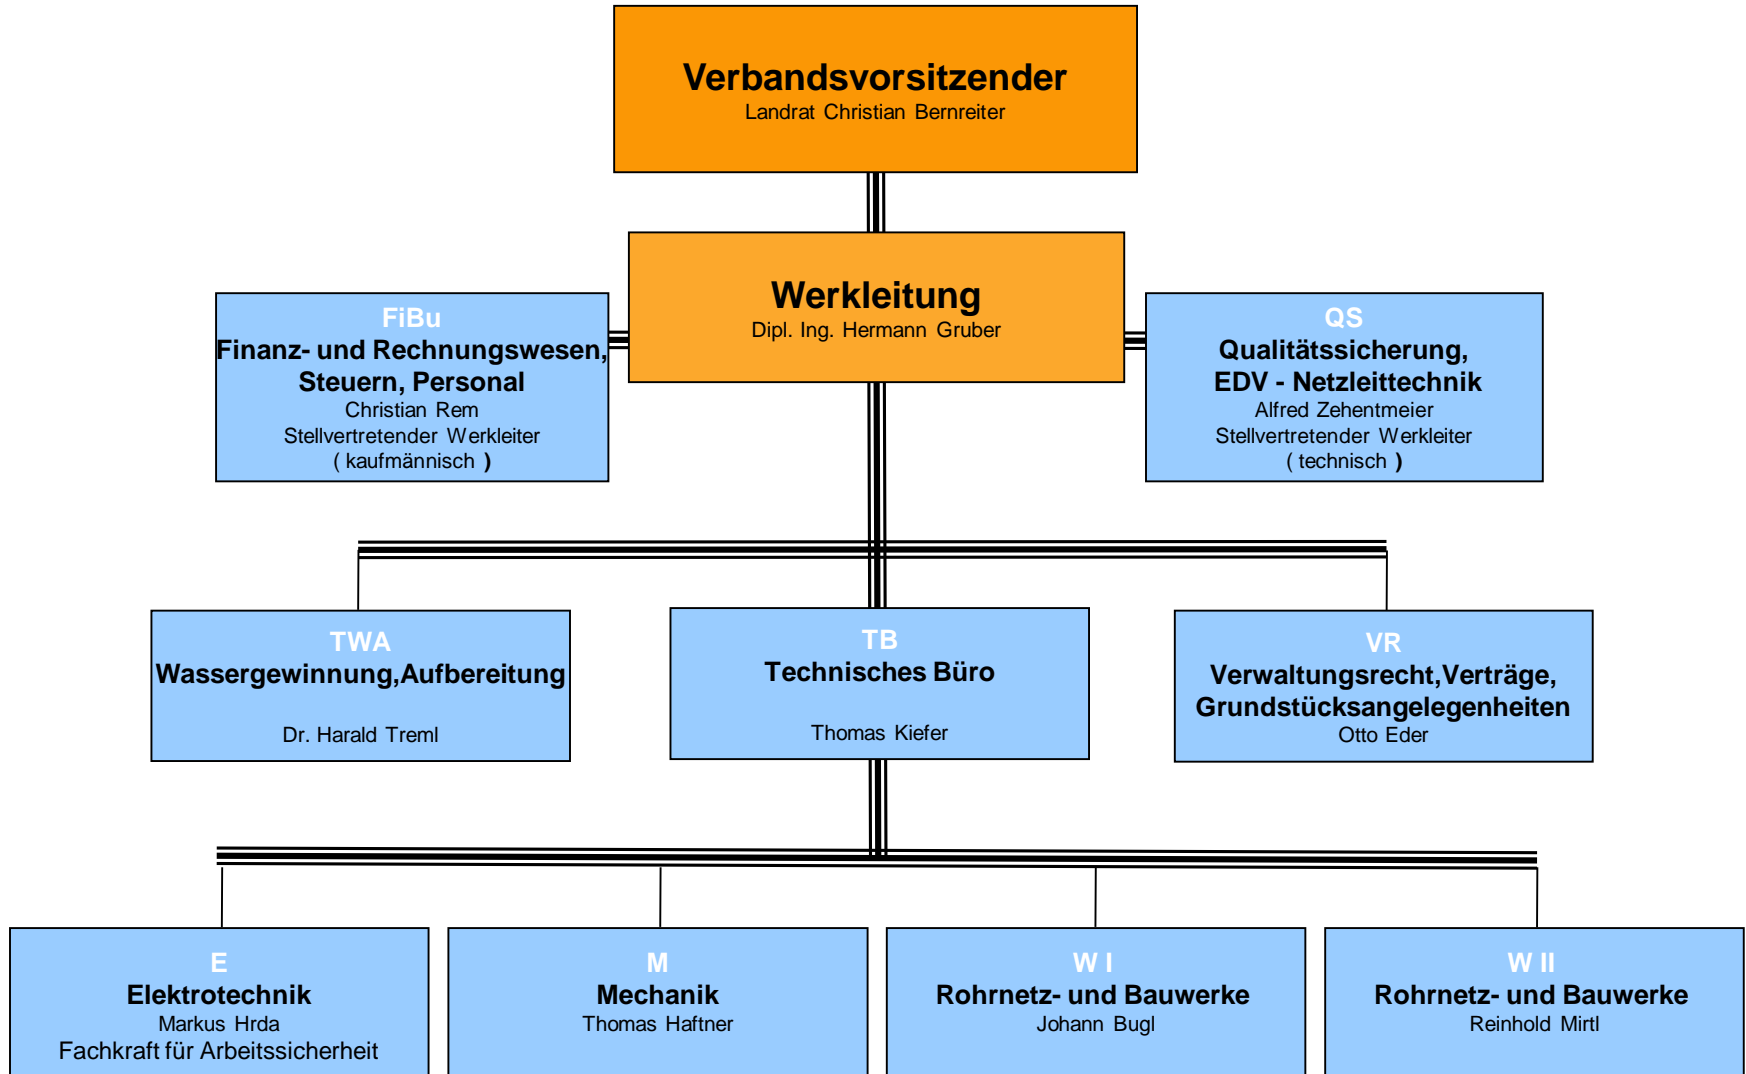 Verbandsvorsitzender
Landrat Christian Bernreiter
Werkleitung
Dipl. Ing. Hermann Gruber
FiBu
Finanz- und Rechnungswesen,
Steuern, Personal
Christian Rem
Stellvertretender Werkleiter
( kaufmännisch )
QS
Qualitätssicherung,
EDV - Netzleittechnik
Alfred Zehentmeier
Stellvertretender Werkleiter
( technisch )
TWA
Wassergewinnung,Aufbereitung
Dr. Harald Treml
TB
Technisches Büro
Thomas Kiefer
VR
Verwaltungsrecht,Verträge,
Grundstücksangelegenheiten
Otto Eder
E
Elektrotechnik
Markus Hrda
Fachkraft für Arbeitssicherheit
M
Mechanik
Thomas Haftner
W I
Rohrnetz- und Bauwerke
Johann Bugl
W II
Rohrnetz- und Bauwerke
Reinhold Mirtl